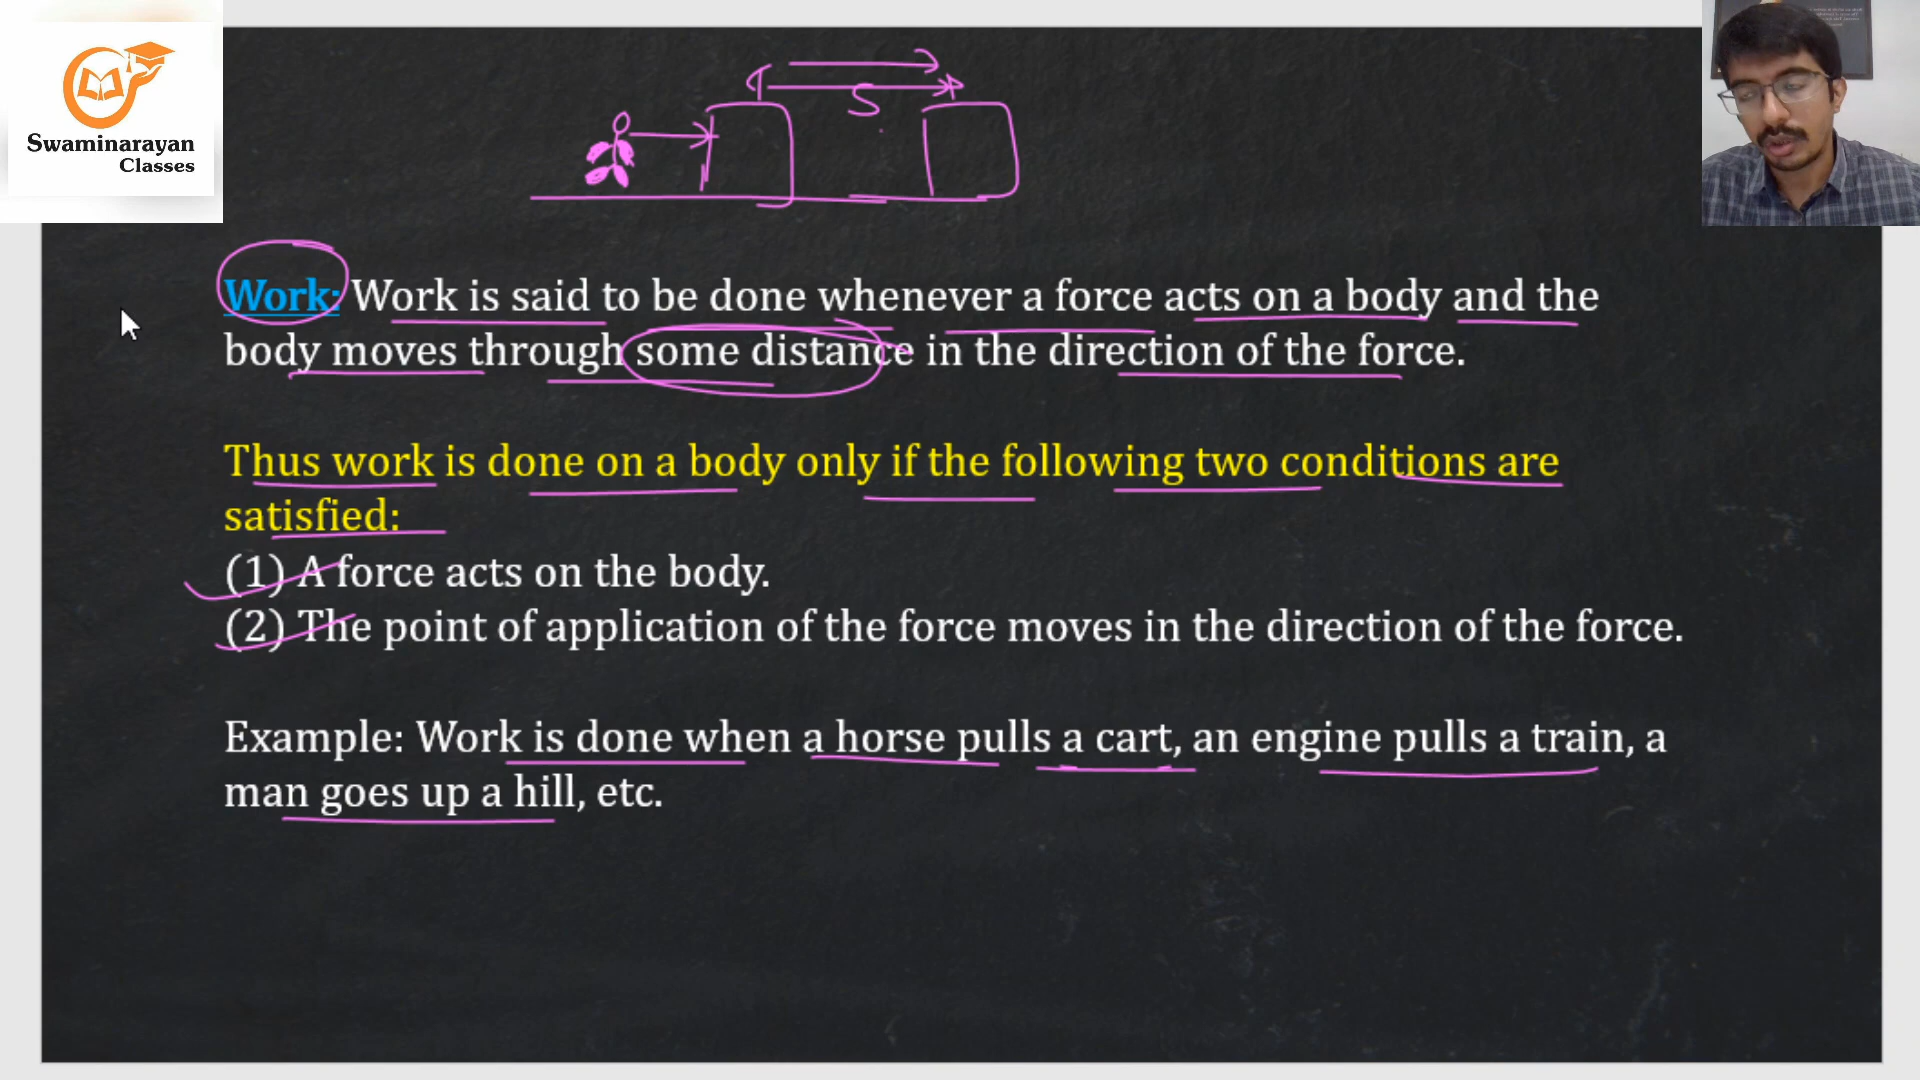 Swaminarayan
Classes
S
Work: Work is said to be done whenever a force acts on a body and the
body moves through some distance in the direction of the force.
Thus work is done on a body only if the following two conditions are
satisfied:
(1) A force acts on the body.
(2) The point of application of the force moves in the direction of the force.
Example: Work is done when a horse pulls a cart, an engine pulls a train, a
man goes up a hill, etc.